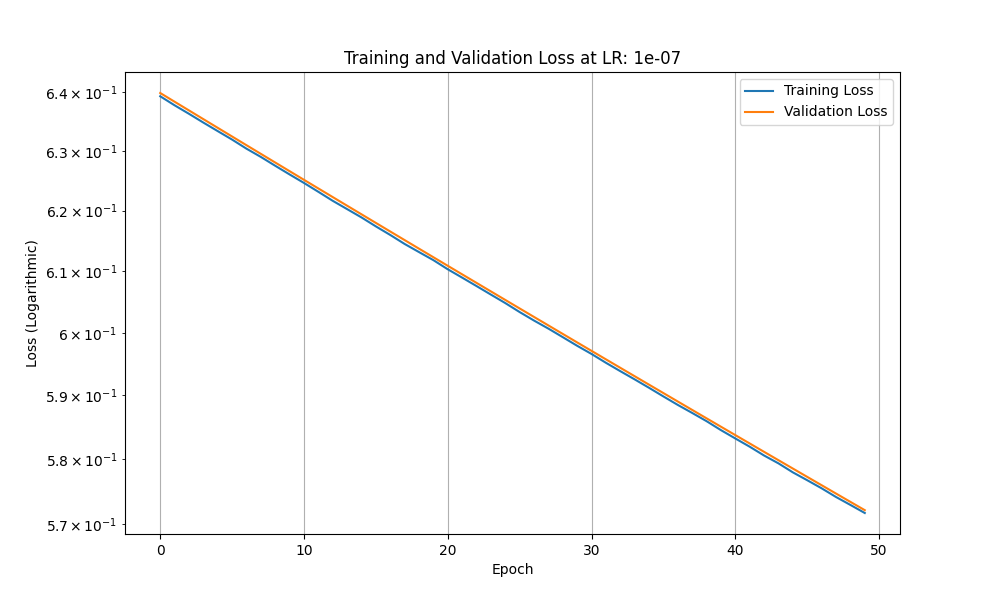 Training and Validation Loss at LR: 1e-07
Training Loss
Validation Loss
6.4 × 10⁻¹
6.3 × 10⁻¹
6.2 × 10⁻¹
6.1 × 10⁻¹
6 × 10⁻¹
5.9 × 10⁻¹
5.8 × 10⁻¹
5.7 × 10⁻¹
Loss (Logarithmic)
0 10 20 30 40 50
Epoch